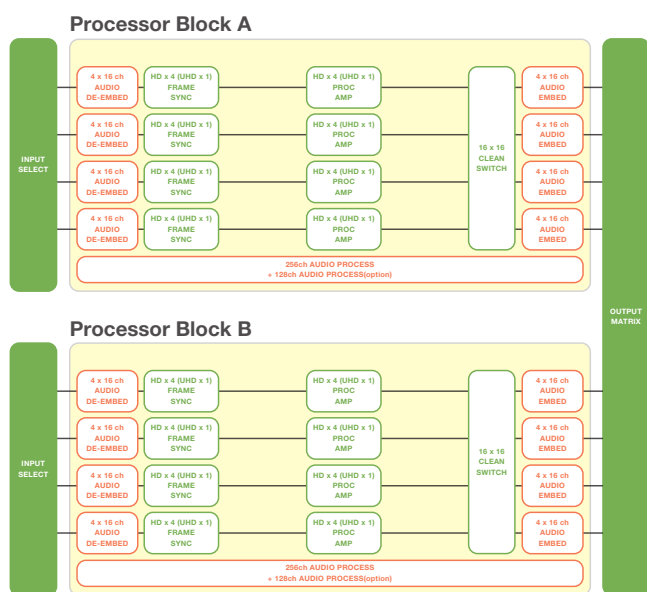 Processor Block A
INPUT
SELECT
4 x 16 ch
AUDIO
DE-EMBED
HD x 4 (UHD x 1)
FRAME
SYNC
HD x 4 (UHD x 1)
PROC
AMP
4 x 16 ch
AUDIO
EMBED
4 x 16 ch
AUDIO
DE-EMBED
HD x 4 (UHD x 1)
FRAME
SYNC
HD x 4 (UHD x 1)
PROC
AMP
4 x 16 ch
AUDIO
EMBED
16 x 16
CLEAN
SWITCH
4 x 16 ch
AUDIO
DE-EMBED
HD x 4 (UHD x 1)
FRAME
SYNC
HD x 4 (UHD x 1)
PROC
AMP
4 x 16 ch
AUDIO
EMBED
4 x 16 ch
AUDIO
DE-EMBED
HD x 4 (UHD x 1)
FRAME
SYNC
HD x 4 (UHD x 1)
PROC
AMP
4 x 16 ch
AUDIO
EMBED
256ch AUDIO PROCESS
+ 128ch AUDIO PROCESS(option)
OUTPUT
MATRIX
Processor Block B
INPUT
SELECT
4 x 16 ch
AUDIO
DE-EMBED
HD x 4 (UHD x 1)
FRAME
SYNC
HD x 4 (UHD x 1)
PROC
AMP
4 x 16 ch
AUDIO
EMBED
4 x 16 ch
AUDIO
DE-EMBED
HD x 4 (UHD x 1)
FRAME
SYNC
HD x 4 (UHD x 1)
PROC
AMP
4 x 16 ch
AUDIO
EMBED
16 x 16
CLEAN
SWITCH
4 x 16 ch
AUDIO
DE-EMBED
HD x 4 (UHD x 1)
FRAME
SYNC
HD x 4 (UHD x 1)
PROC
AMP
4 x 16 ch
AUDIO
EMBED
4 x 16 ch
AUDIO
DE-EMBED
HD x 4 (UHD x 1)
FRAME
SYNC
HD x 4 (UHD x 1)
PROC
AMP
4 x 16 ch
AUDIO
EMBED
256ch AUDIO PROCESS
+ 128ch AUDIO PROCESS(option)